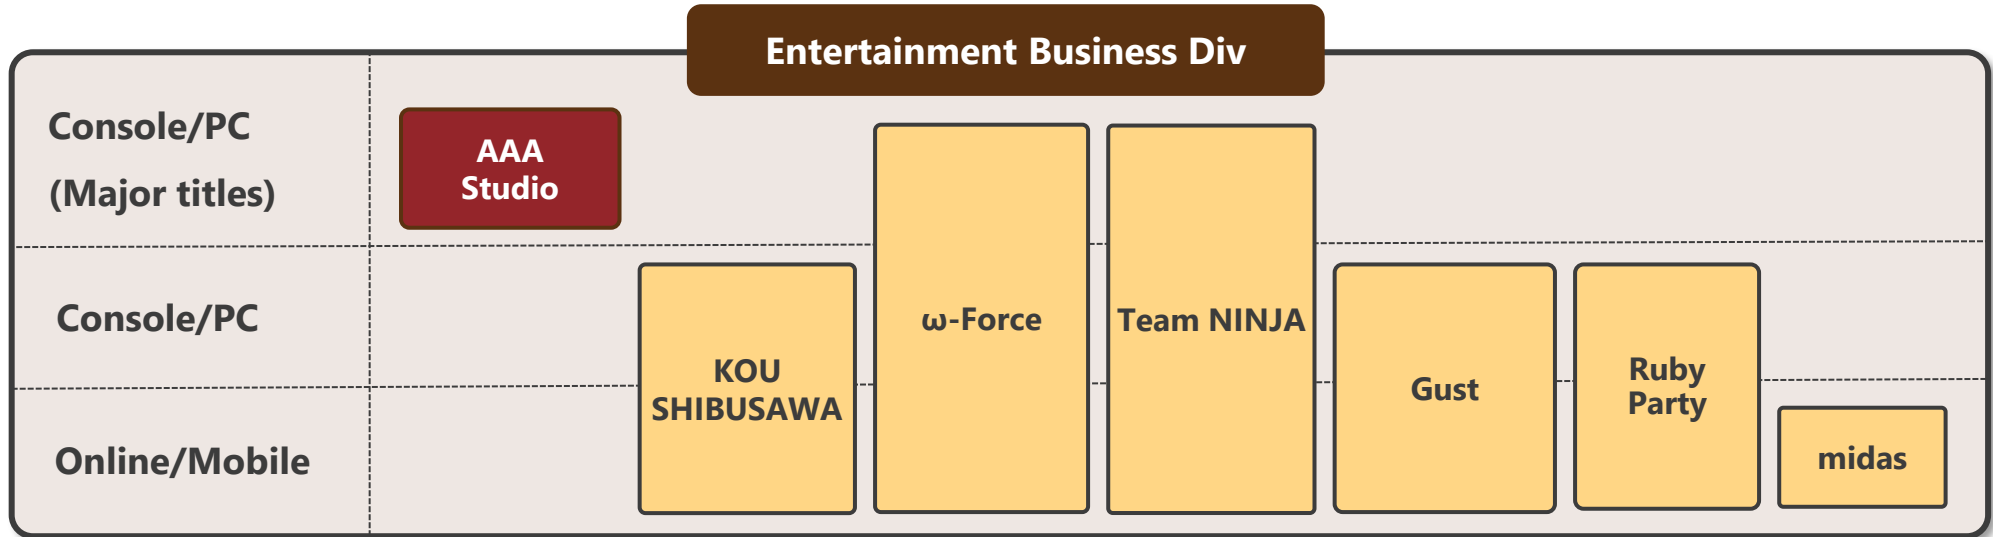 Entertainment Business Div
Console/PC
(Major titles)
AAA
Studio
Console/PC
KOU
SHIBUSAWA
ω-Force
Team NINJA
Gust
Ruby
Party
Online/Mobile
midas